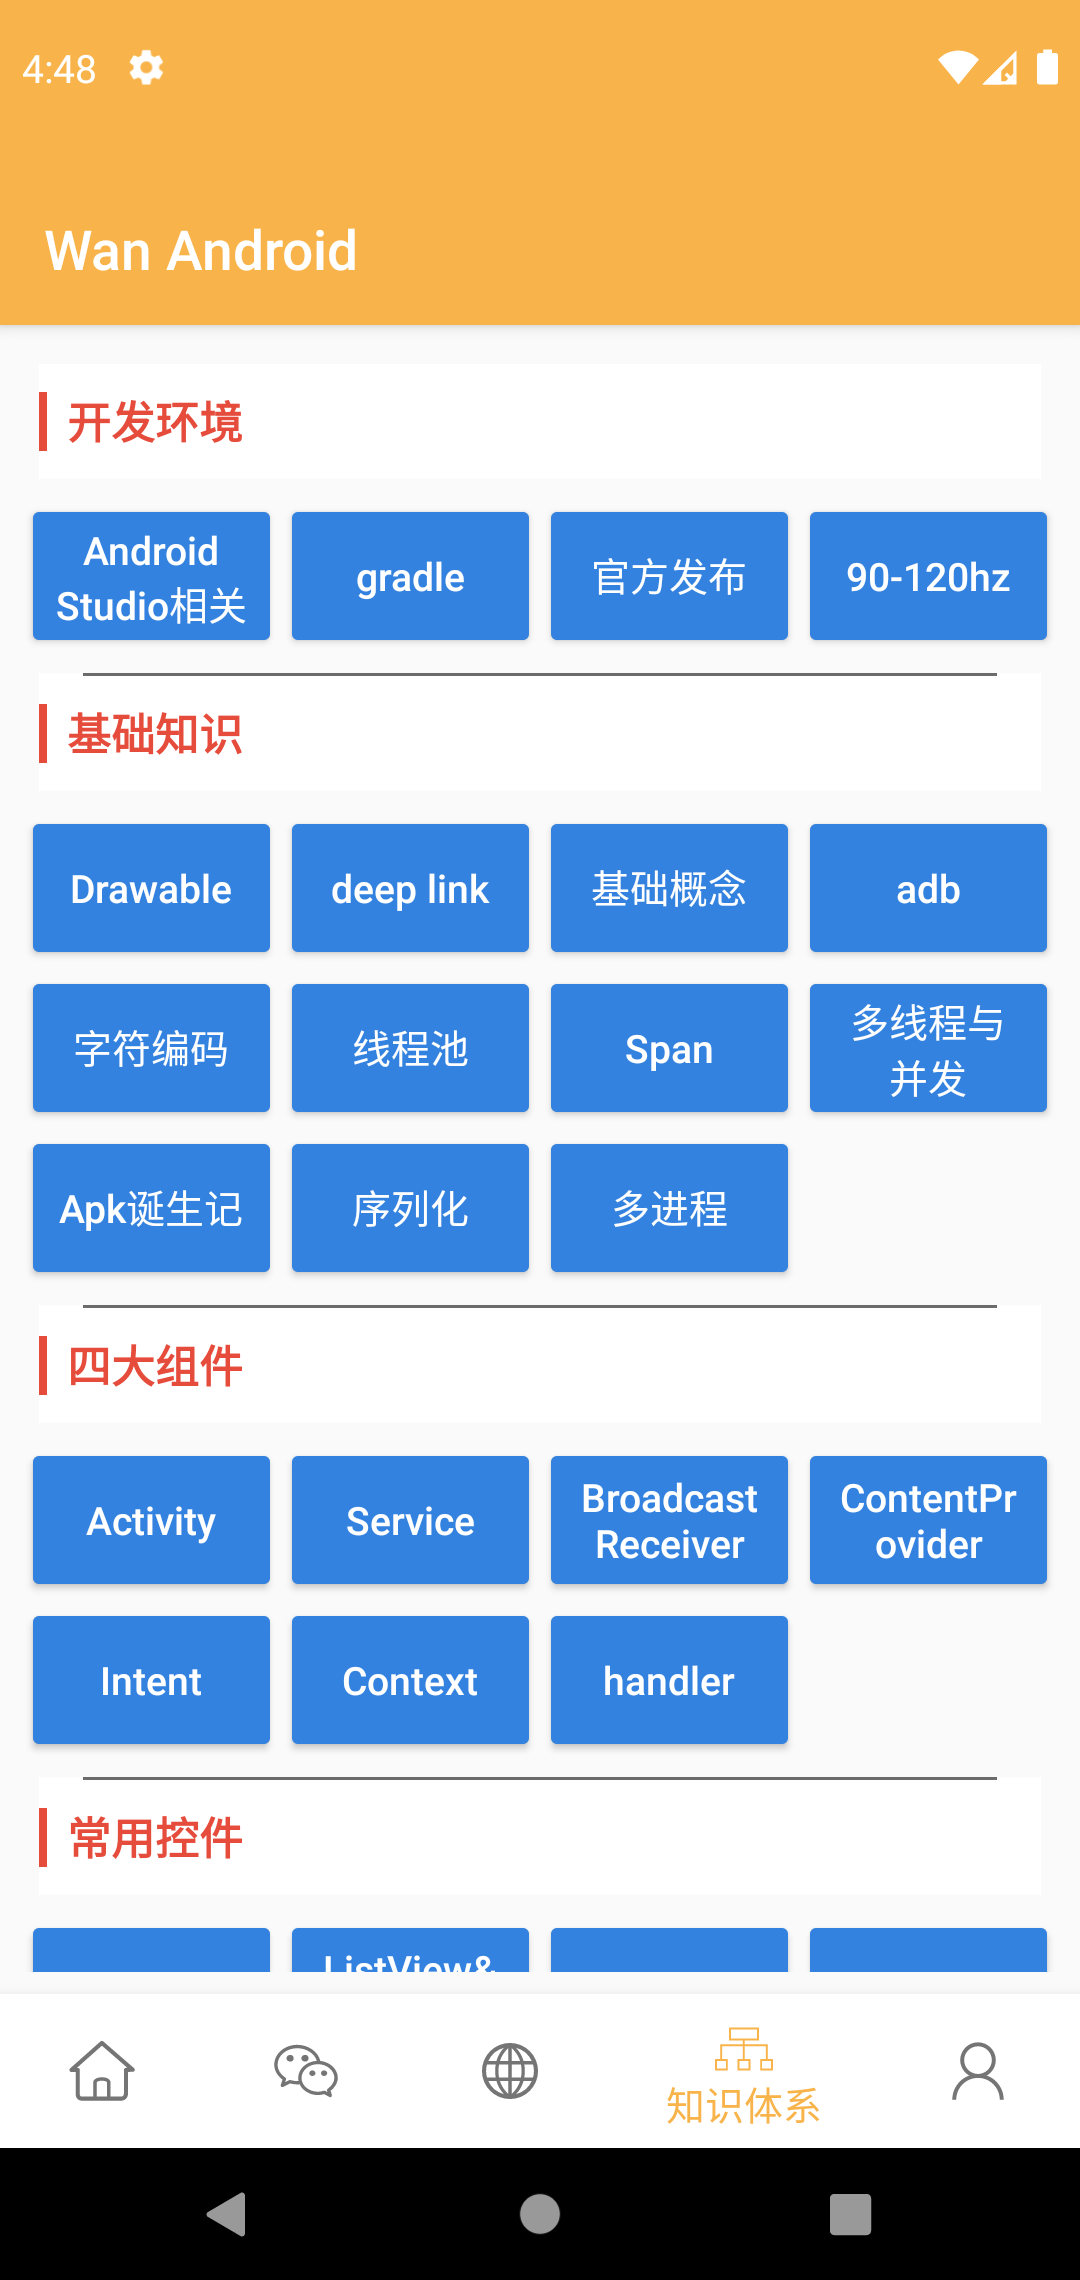 4:48
Wan Android
开发环境
Android
Studio相关
gradle
官方发布
90-120hz
基础知识
Drawable
deep link
基础概念
adb
字符编码
线程池
Span
多线程与
并发
Apk诞生记
序列化
多进程
四大组件
Activity
Service
Broadcast
Receiver
ContentPr
ovider
Intent
Context
handler
常用控件
ListView&
知识体系